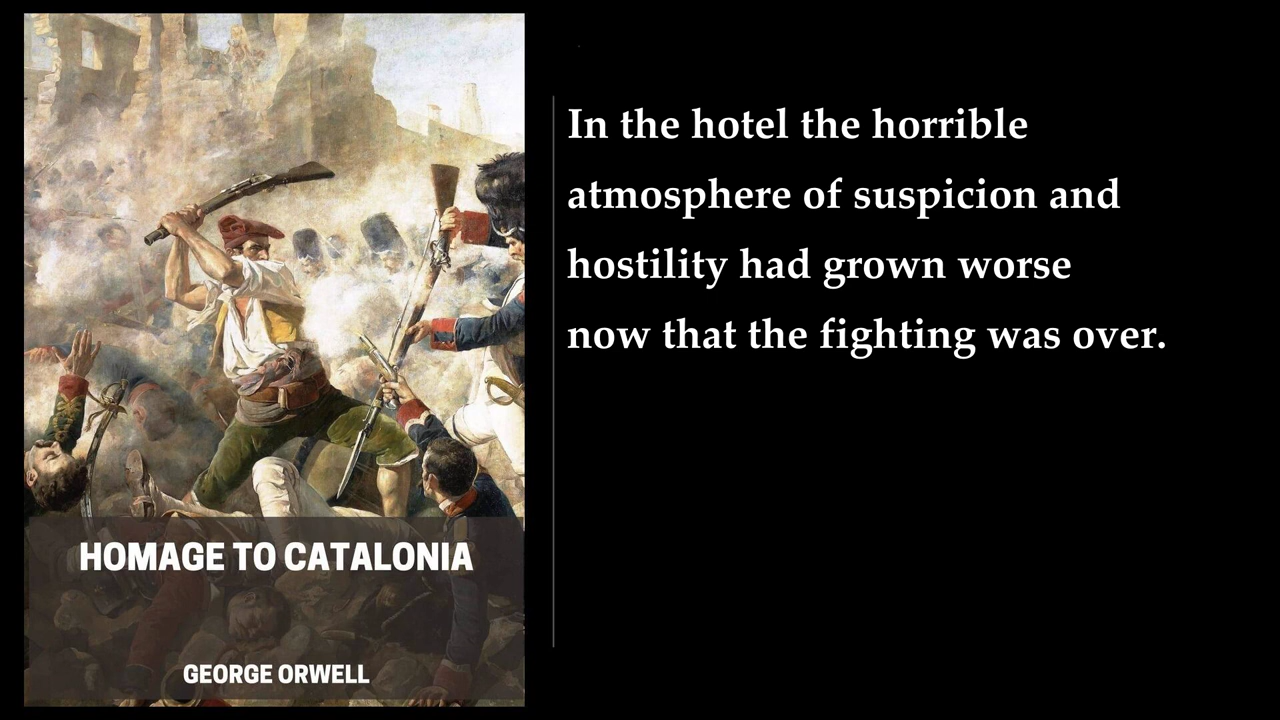 In the hotel the horrible
atmosphere of suspicion and
hostility had grown worse
now that the fighting was over.
HOMAGE TO CATALONIA
GEORGE ORWELL